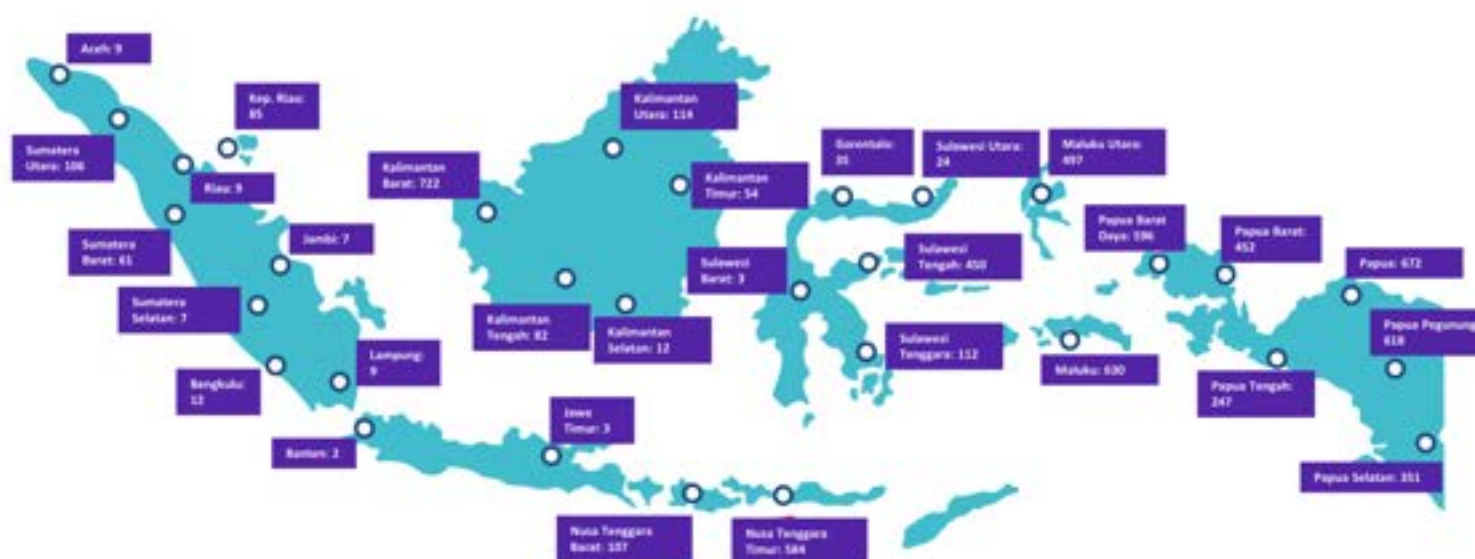 Aceh: 9
Kep. Riau:
85
Sumatera
Utara: 106
Riau: 9
Sumatera
Barat: 61
Jambi: 7
Sumatera
Selatan: 7
Lampung:
9
Bengkulu:
12
Banten: 2
Jawa
Timur: 3
Nusa Tenggara
Barat: 107
Nusa Tenggara
Timur: 584
Kalimantan
Utara: 114
Kalimantan
Barat: 722
Kalimantan
Timur: 54
Kalimantan
Tengah: 82
Kalimantan
Selatan: 12
Gorontalo:
35
Sulawesi Utara:
24
Sulawesi
Barat: 3
Sulawesi
Tengah: 450
Sulawesi
Tenggara: 112
Maluku Utara:
497
Maluku: 630
Papua Barat
Daya: 596
Papua Barat:
452
Papua: 672
Papua Pegunung
618
Papua Tengah:
247
Papua Selatan: 351